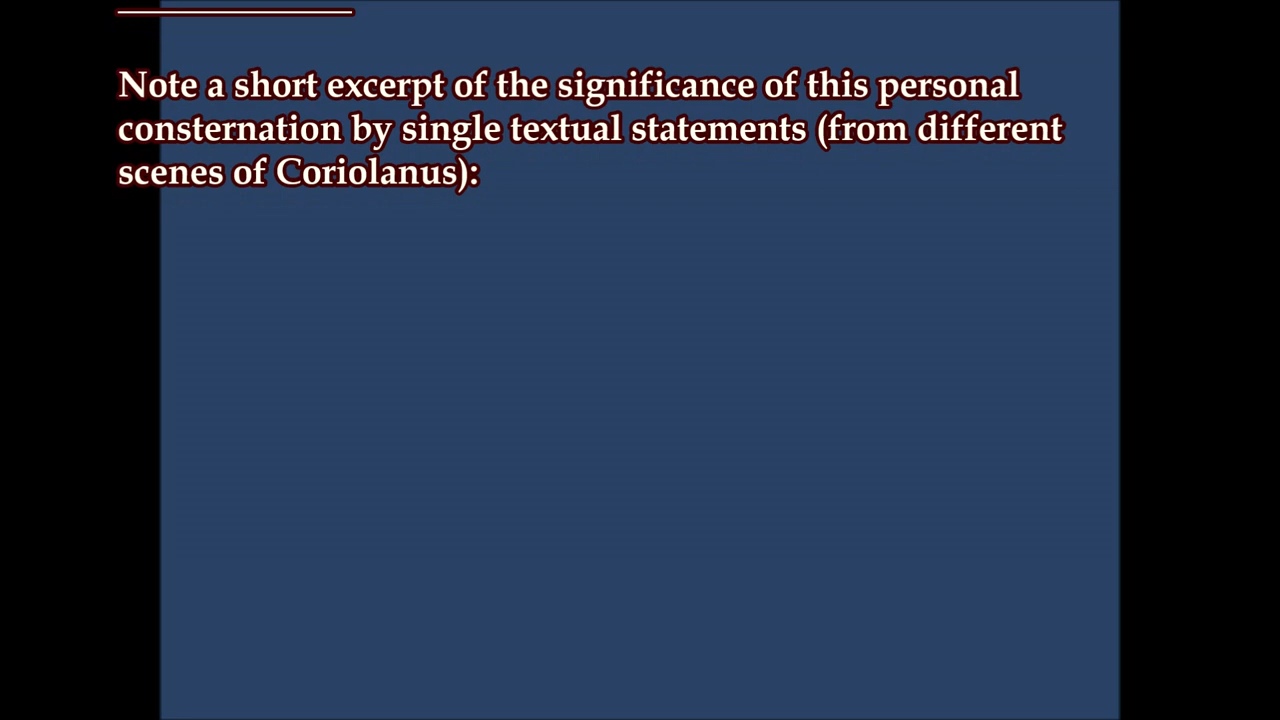 Note a short excerpt of the significance of this personal
consternation by single textual statements (from different
scenes of Coriolanus):